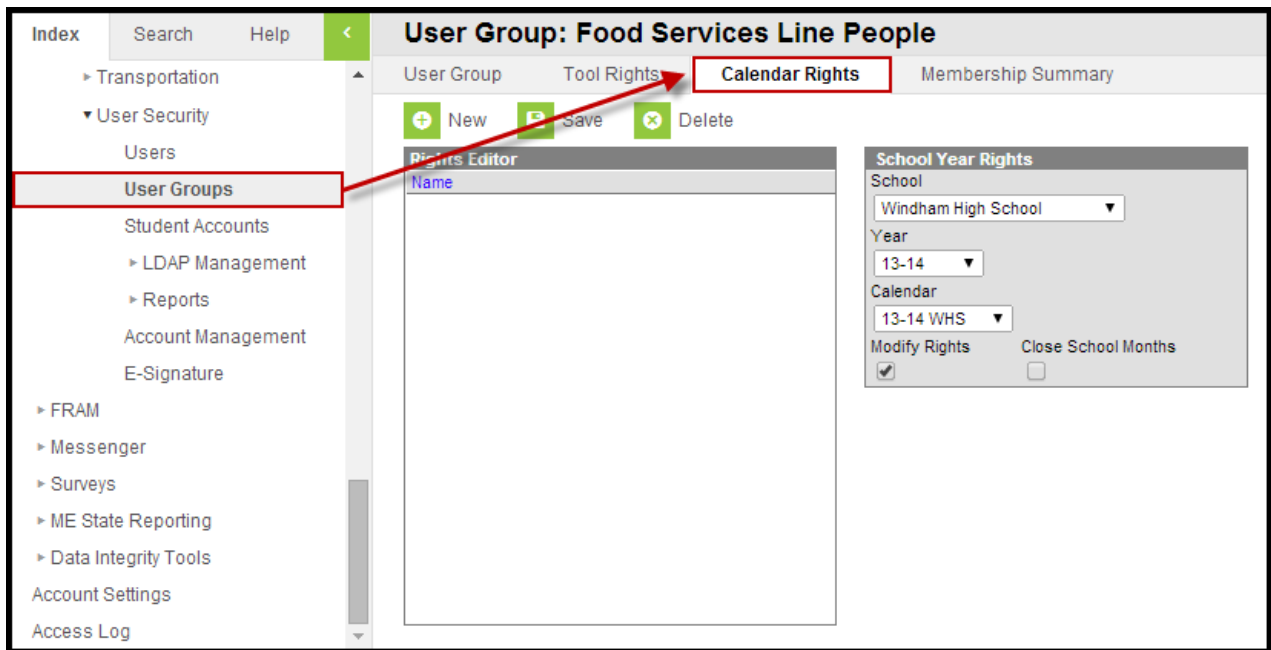 Index Search Help
Transportation
User Security
Users
User Groups
Student Accounts
LDAP Management
Reports
Account Management
E-Signature
FRAM
Messenger
Surveys
ME State Reporting
Data Integrity Tools
Account Settings
Access Log
User Group: Food Services Line People
User Group Tool Rights Calendar Rights Membership Summary
New Save Delete
Rights Editor
Name
School Year Rights
School
Windham High School
Year
13-14
Calendar
13-14 WHS
Modify Rights Close School Months